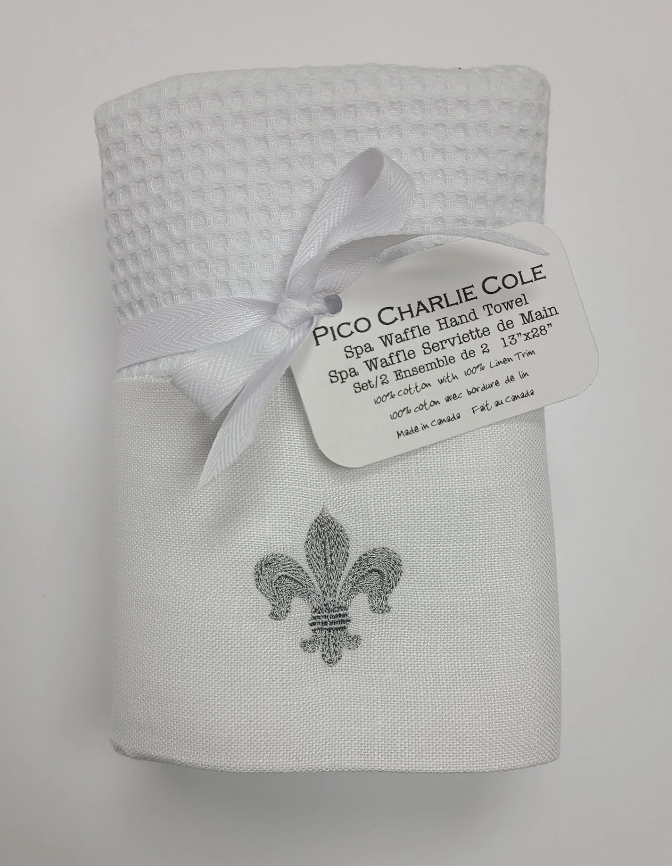 PICO CHARLIE COLE
Spa Waffle Hand Towel
Spa Waffle Serviette de Main
Set/2 Ensemble de 2 13"x28"
100% cotton with 100% Linen Trim
100% coton avec bordure de lin
Made in Canada Fait au Canada